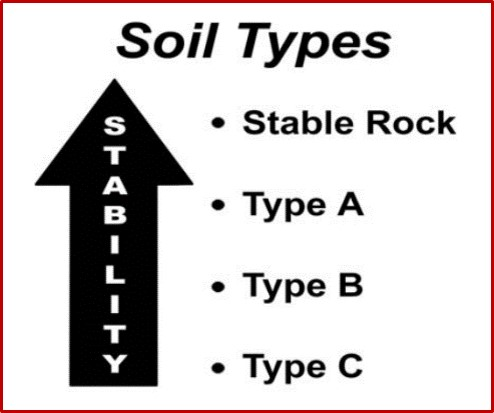 Soil Types
STABILITY
• Stable Rock
• Type A
• Type B
• Type C